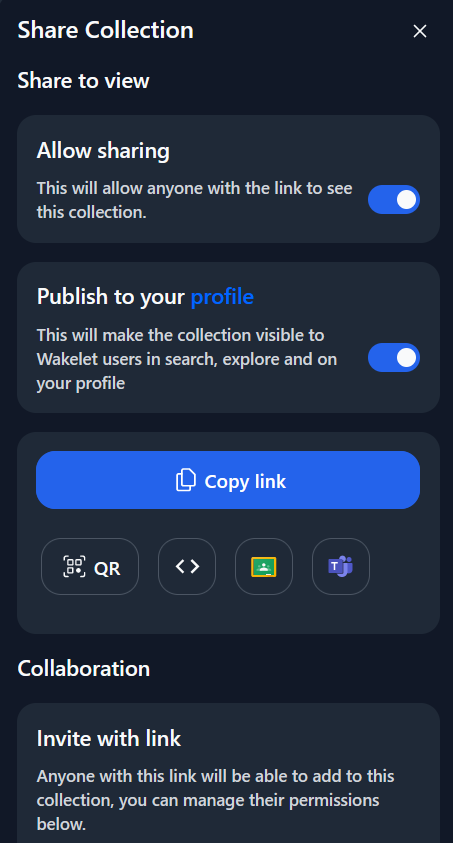 Share Collection
Share to view
Allow sharing
This will allow anyone with the link to see
this collection.
Publish to your profile
This will make the collection visible to
Wakelet users in search, explore and on
your profile
Copy link
QR
T
Collaboration
Invite with link
Anyone with this link will be able to add to this
collection, you can manage their permissions
below.